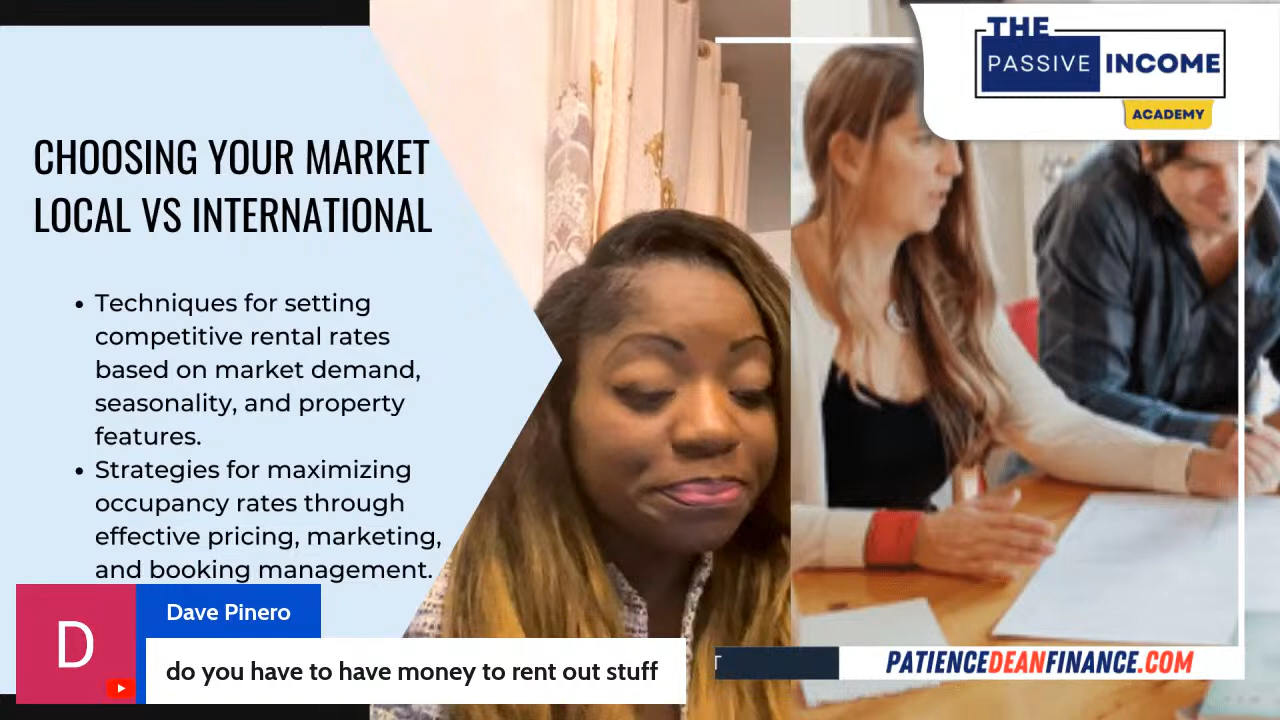 THE
PASSIVE INCOME
ACADEMY
CHOOSING YOUR MARKET
LOCAL VS INTERNATIONAL
• Techniques for setting
competitive rental rates
based on market demand,
seasonality, and property
features.
• Strategies for maximizing
occupancy rates through
effective pricing, marketing,
and booking management.
D
Dave Pinero
do you have to have money to rent out stuff
T
PATIENCEDEANFINANCE.COM